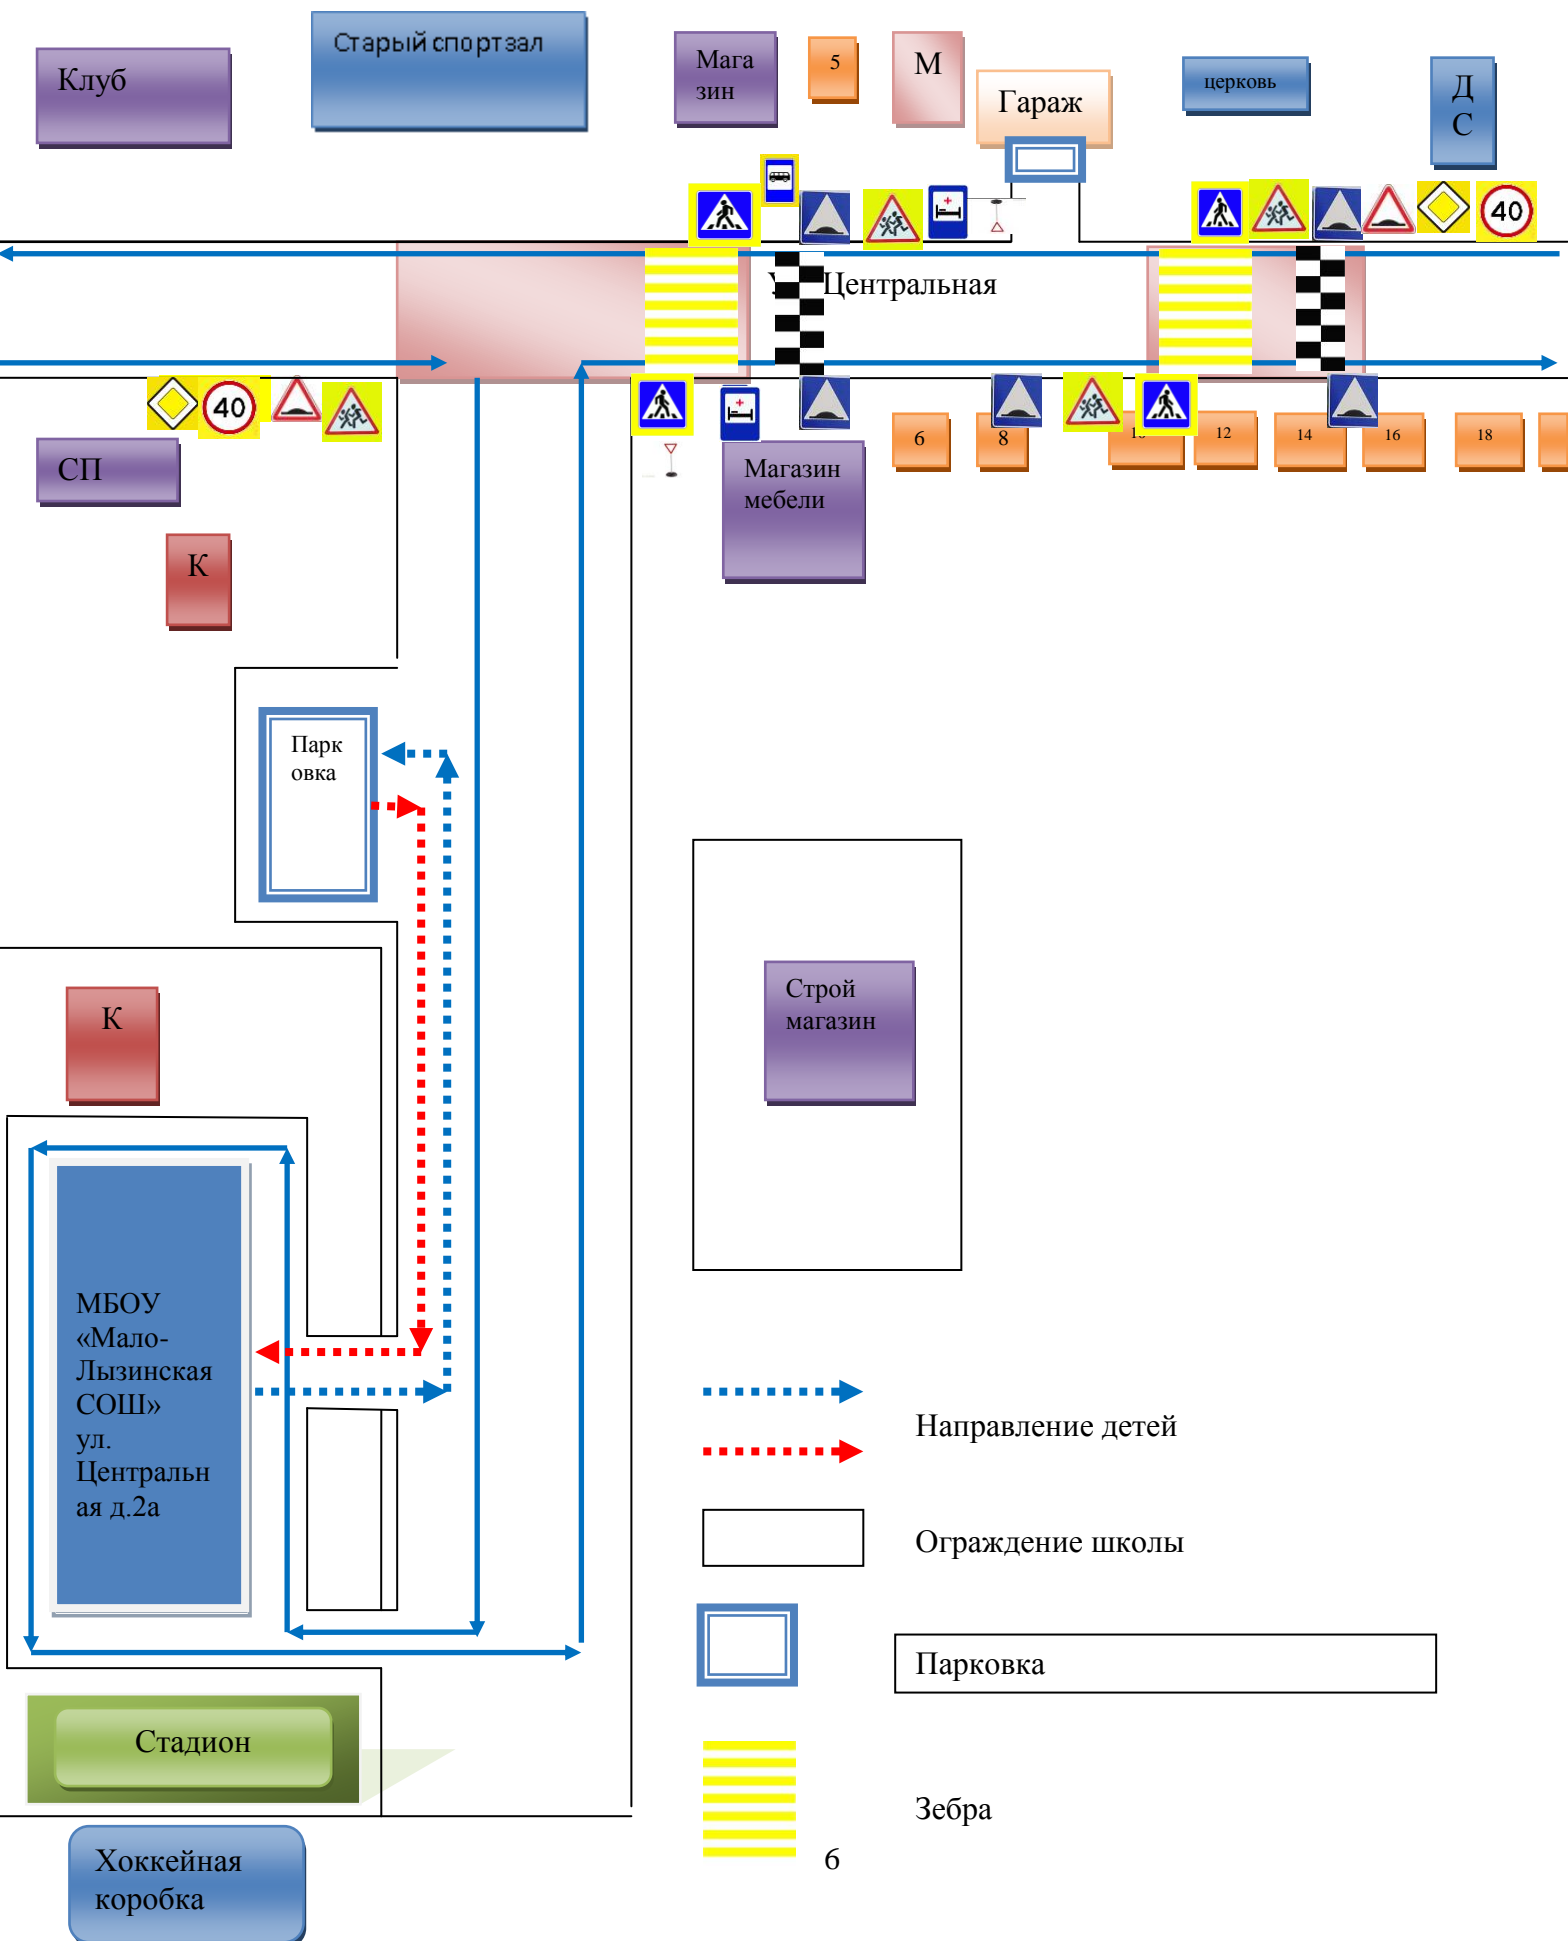 Клуб
Старый спортзал
Мага
зин
5
М
Гараж
церковь
Д
С
40
Центральная
40
6
8
10
12
14
16
18
СП
Магазин
мебели
К
Парк
овка
К
Строй
магазин
МБОУ
«Мало-
Лызинская
СОШ»
ул.
Центральн
ая д.2а
Направление детей
Ограждение школы
Парковка
Стадион
Зебра
6
Хоккейная
коробка